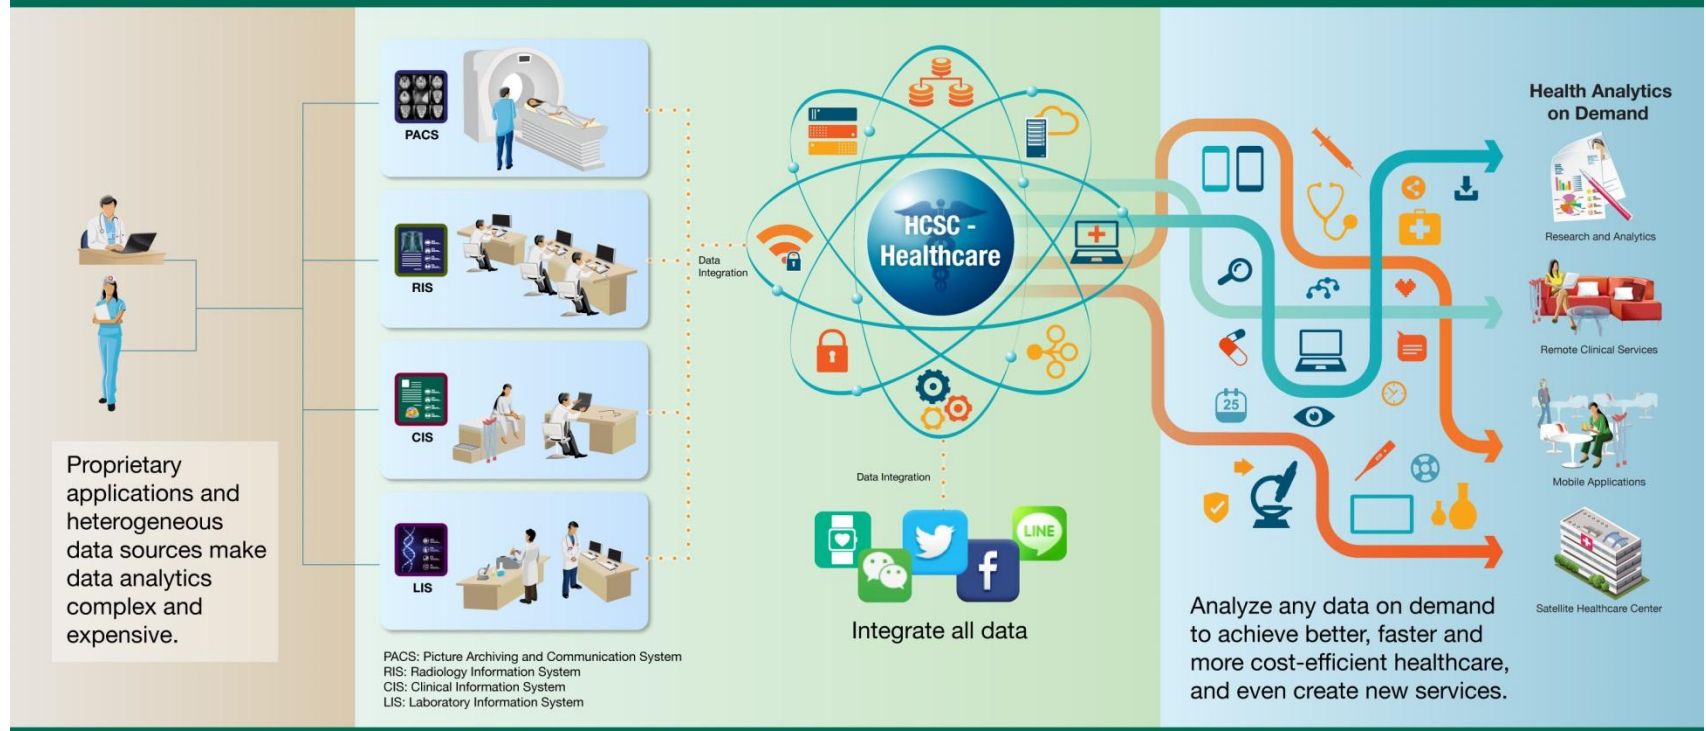 Proprietary
applications and
heterogeneous
data sources make
data analytics
complex and
expensive.
PACS
RIS
CIS
LIS
PACS: Picture Archiving and Communication System
RIS: Radiology Information System
CIS: Clinical Information System
LIS: Laboratory Information System
Data
Integration
HCSC -
Healthcare
Data Integration
LINE
Integrate all data
25
Analyze any data on demand
to achieve better, faster and
more cost-efficient healthcare,
and even create new services.
Health Analytics
on Demand
Research and Analytics
Remote Clinical Services
Mobile Applications
Satellite Healthcare Center